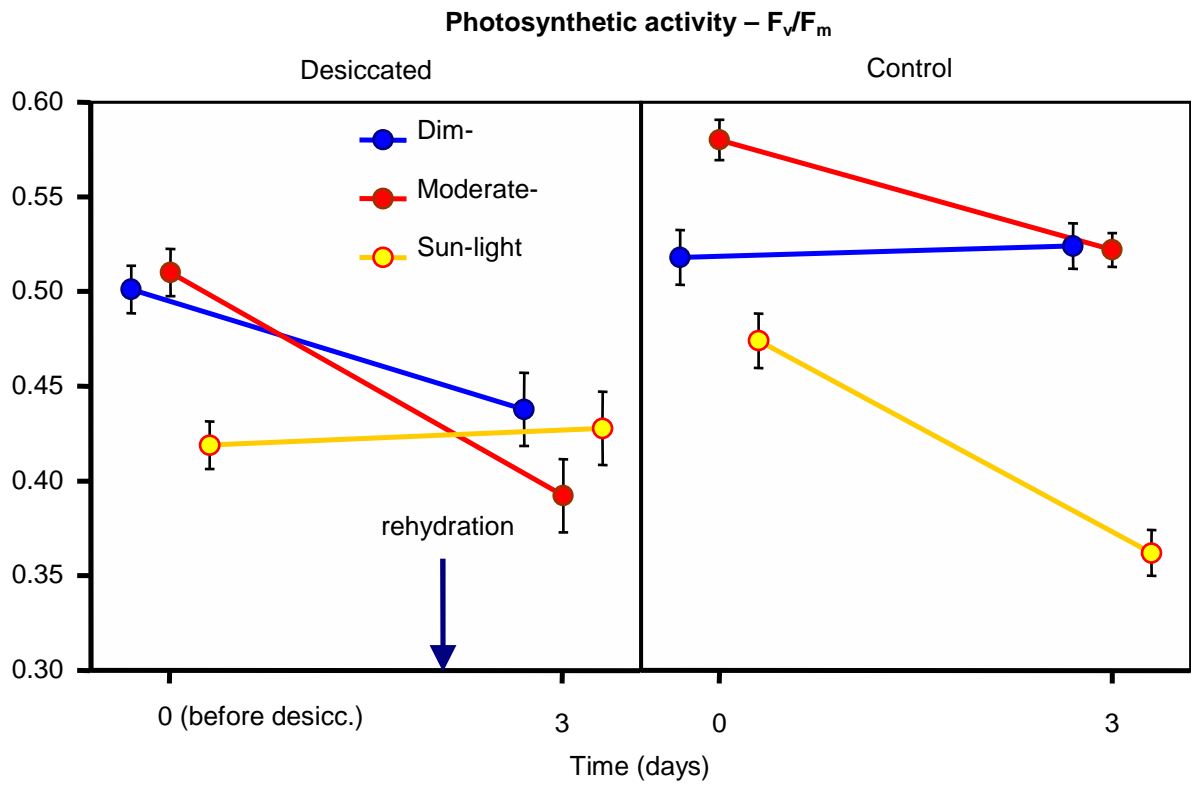 Photosynthetic activity – Fv/Fm
Desiccated
Control
0.60
0.55
0.50
0.45
0.40
0.35
0.30
Dim-
Moderate-
Sun-light
rehydration
0 (before desicc.)
3
0
3
Time (days)